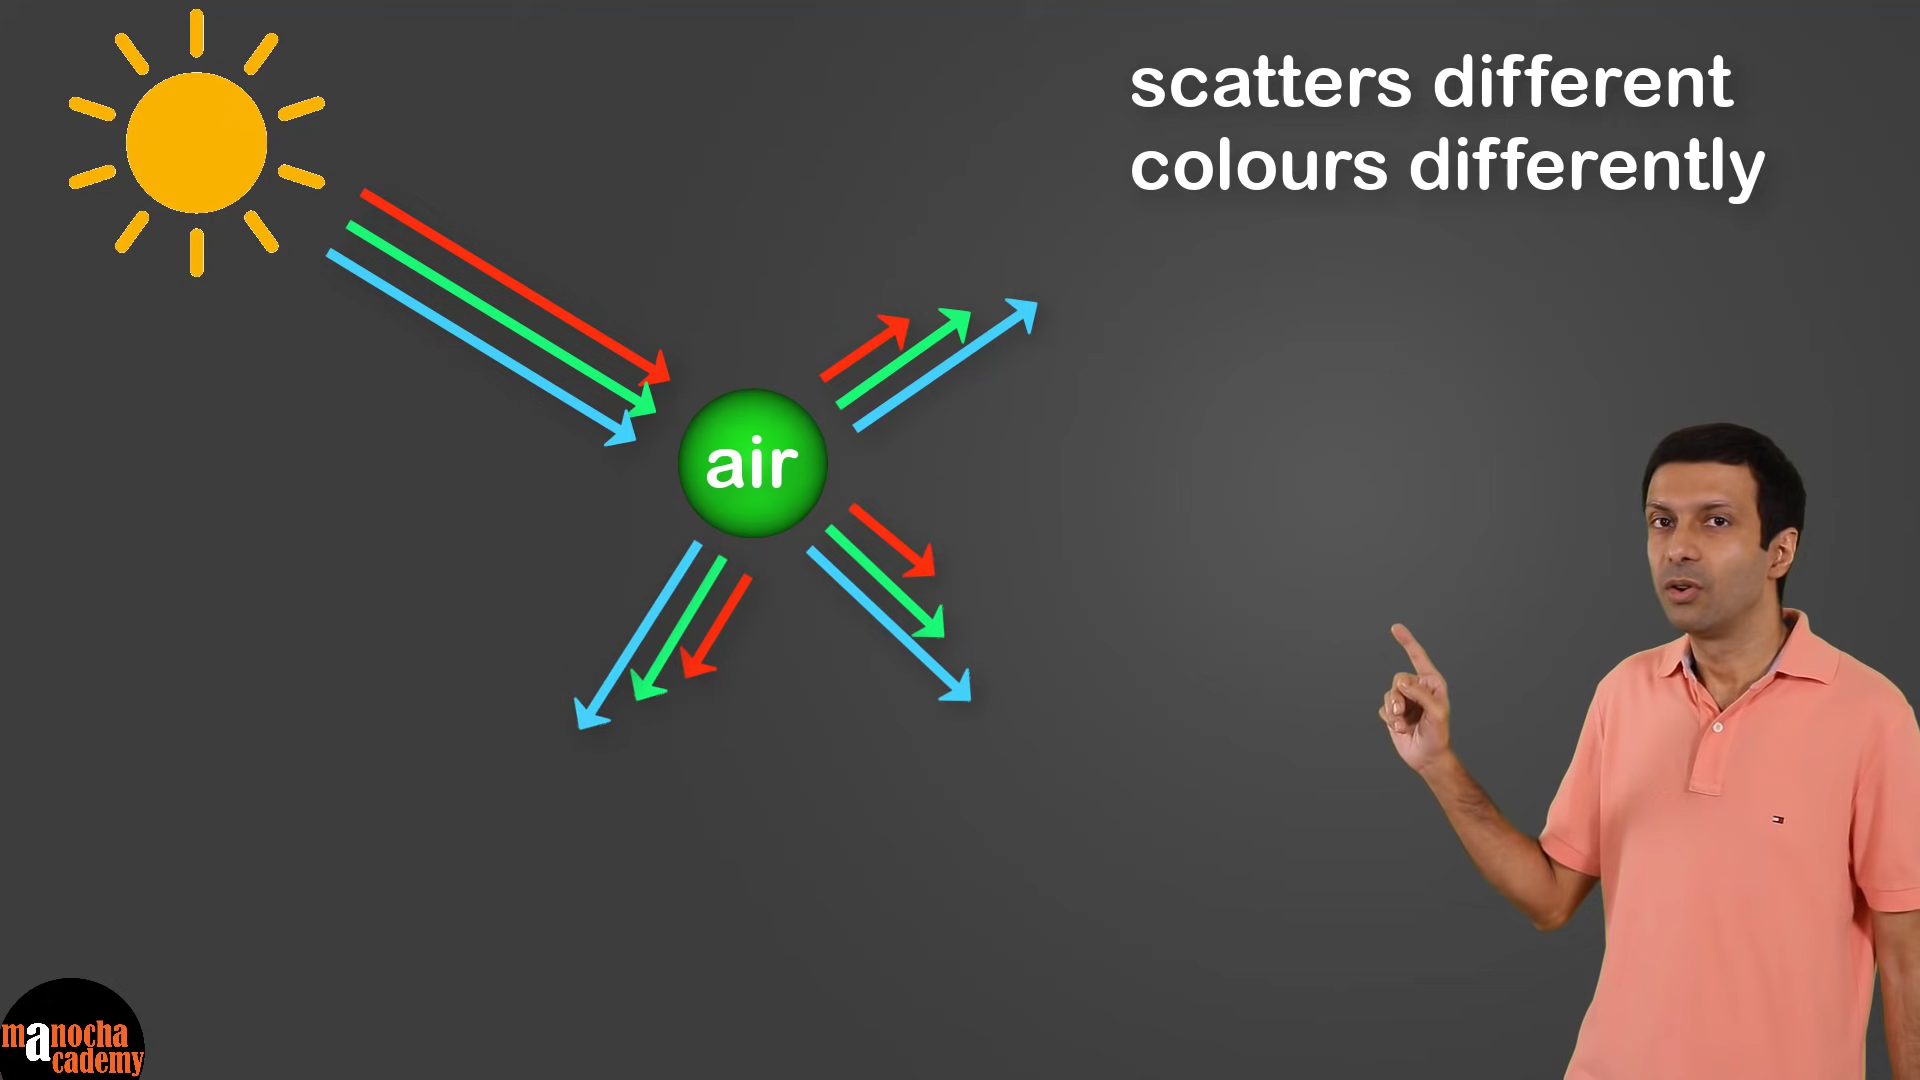 scatters different
colours differently
air
manocha
academy